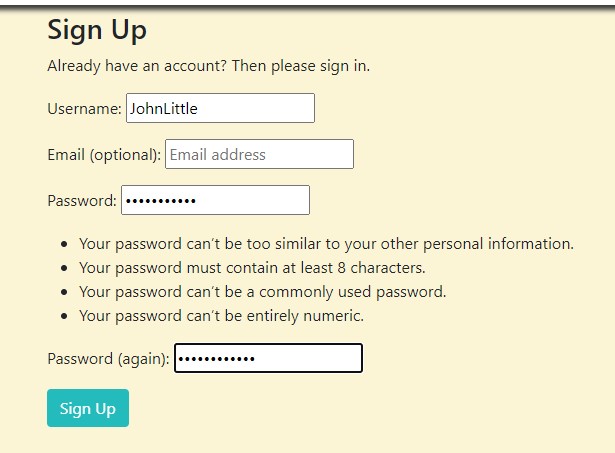 Sign Up
Already have an account? Then please sign in.
Username: JohnLittle
Email (optional): Email address
Password: •••••••••••
• Your password can't be too similar to your other personal information.
• Your password must contain at least 8 characters.
• Your password can't be a commonly used password.
• Your password can't be entirely numeric.
Password (again): ••••••••••••
Sign Up